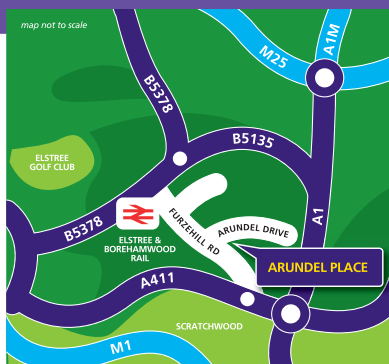 map not to scale
M25
A1M
B5378
B5135
ELSTREE
GOLF CLUB
A1
FURZEHILL RD
ARUNDEL DRIVE
B5378
ELSTREE &
BOREHAMWOOD
RAIL
ARUNDEL PLACE
A411
SCRATCHWOOD
M1